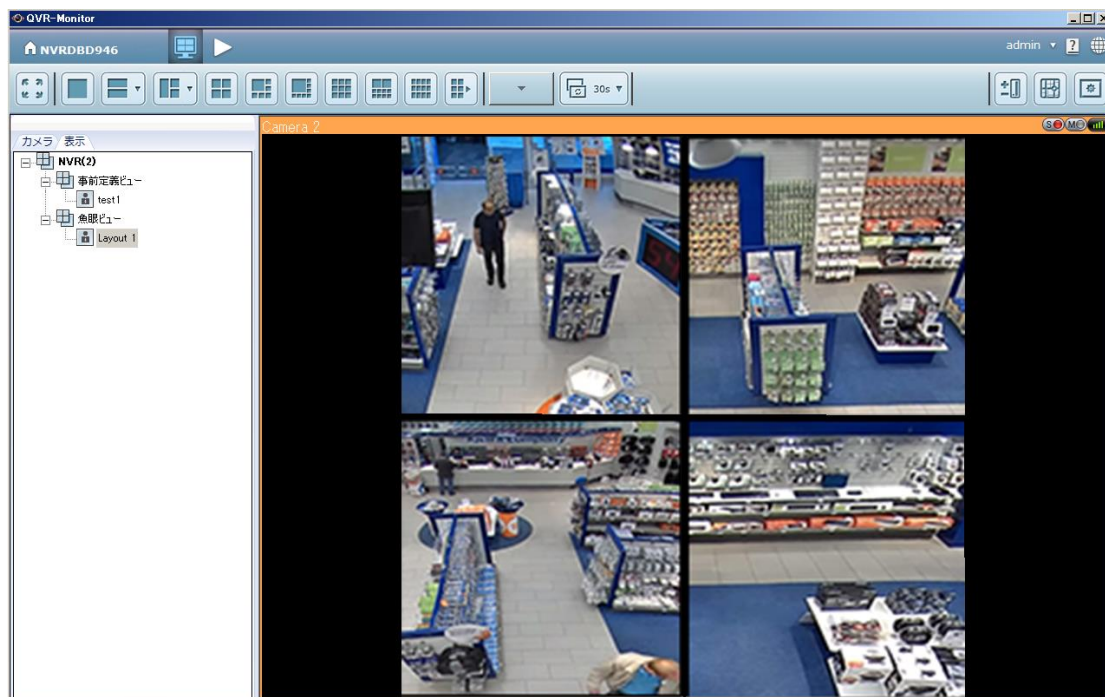 QVR-Monitor
NVRDBD946
admin
?
30s
カメラ 表示
Camera 2
NVR(2)
事前定義ビュー
test1
魚眼ビュー
Layout 1